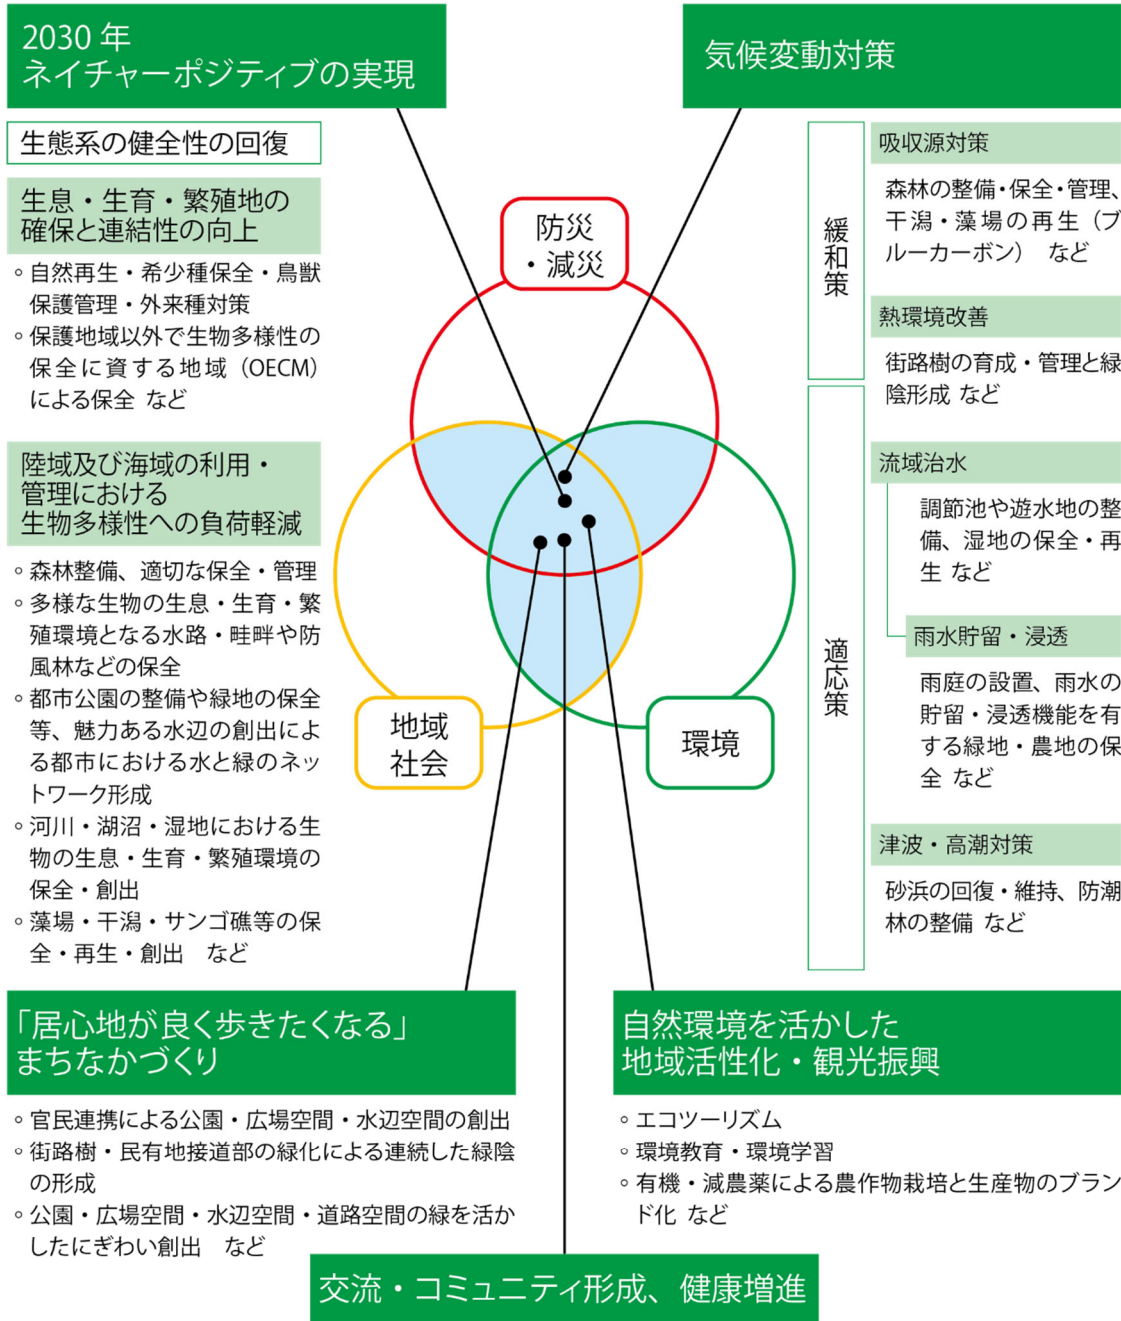 2030 年
ネイチャーポジティブの実現
生態系の健全性の回復
生息・生育・繁殖地の
確保と連結性の向上
◦自然再生・希少種保全・鳥獣
保護管理・外来種対策
◦保護地域以外で生物多様性の
保全に資する地域（OECM）
による保全 など
陸域及び海域の利用・
管理における
生物多様性への負荷軽減
◦森林整備、適切な保全・管理
◦多様な生物の生息・生育・繁
殖環境となる水路・畦畔や防
風林などの保全
◦都市公園の整備や緑地の保全
等、魅力ある水辺の創出によ
る都市における水と緑のネッ
トワーク形成
◦河川・湖沼・湿地における生
物の生息・生育・繁殖環境の
保全・創出
◦藻場・干潟・サンゴ礁等の保
全・再生・創出　など
防災
・減災
地域
社会
環境
気候変動対策
緩和策
吸収源対策
森林の整備・保全・管理、
干潟・藻場の再生（ブ
ルーカーボン）　など
熱環境改善
街路樹の育成・管理と緑
陰形成 など
適応策
流域治水
調節池や遊水地の整
備、湿地の保全・再
生 など
雨水貯留・浸透
雨庭の設置、雨水の
貯留・浸透機能を有
する緑地・農地の保
全 など
津波・高潮対策
砂浜の回復・維持、防潮
林の整備 など
「居心地が良く歩きたくなる」
まちなかづくり
◦官民連携による公園・広場空間・水辺空間の創出
◦街路樹・民有地接道部の緑化による連続した緑陰
の形成
◦公園・広場空間・水辺空間・道路空間の緑を活か
したにぎわい創出　など
自然環境を活かした
地域活性化・観光振興
◦エコツーリズム
◦環境教育・環境学習
◦有機・減農薬による農作物栽培と生産物のブラン
ド化 など
交流・コミュニティ形成、健康増進